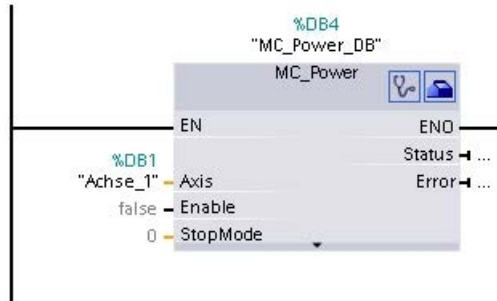 %DB4
"MC_Power_DB"
MC_Power
EN
ENO
Status
...
%DB1
"Achse_1"
Axis
Error
...
false
Enable
0
StopMode